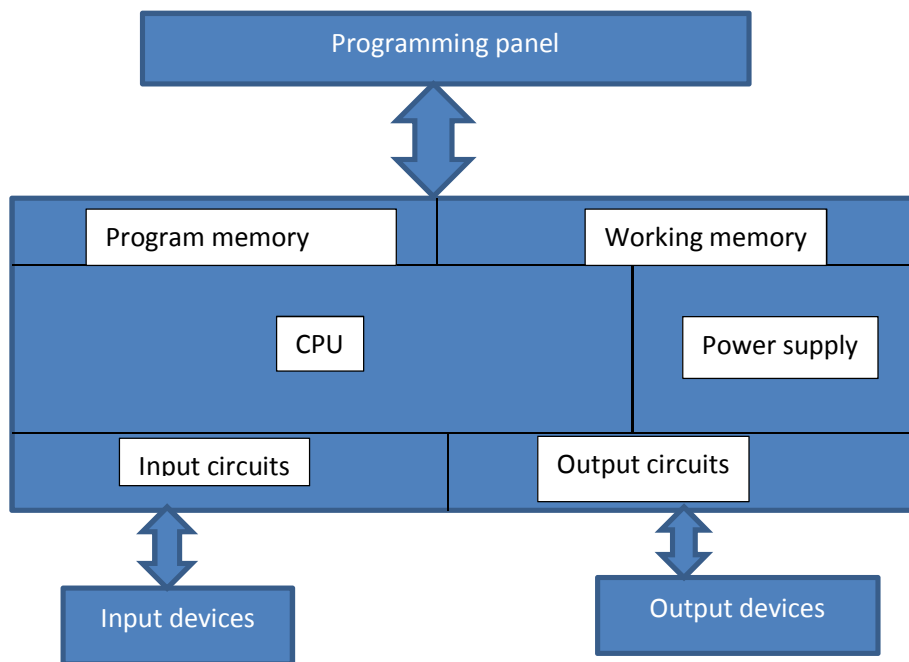 Programming panel
Program memory
Working memory
CPU
Power supply
Input circuits
Output circuits
Input devices
Output devices